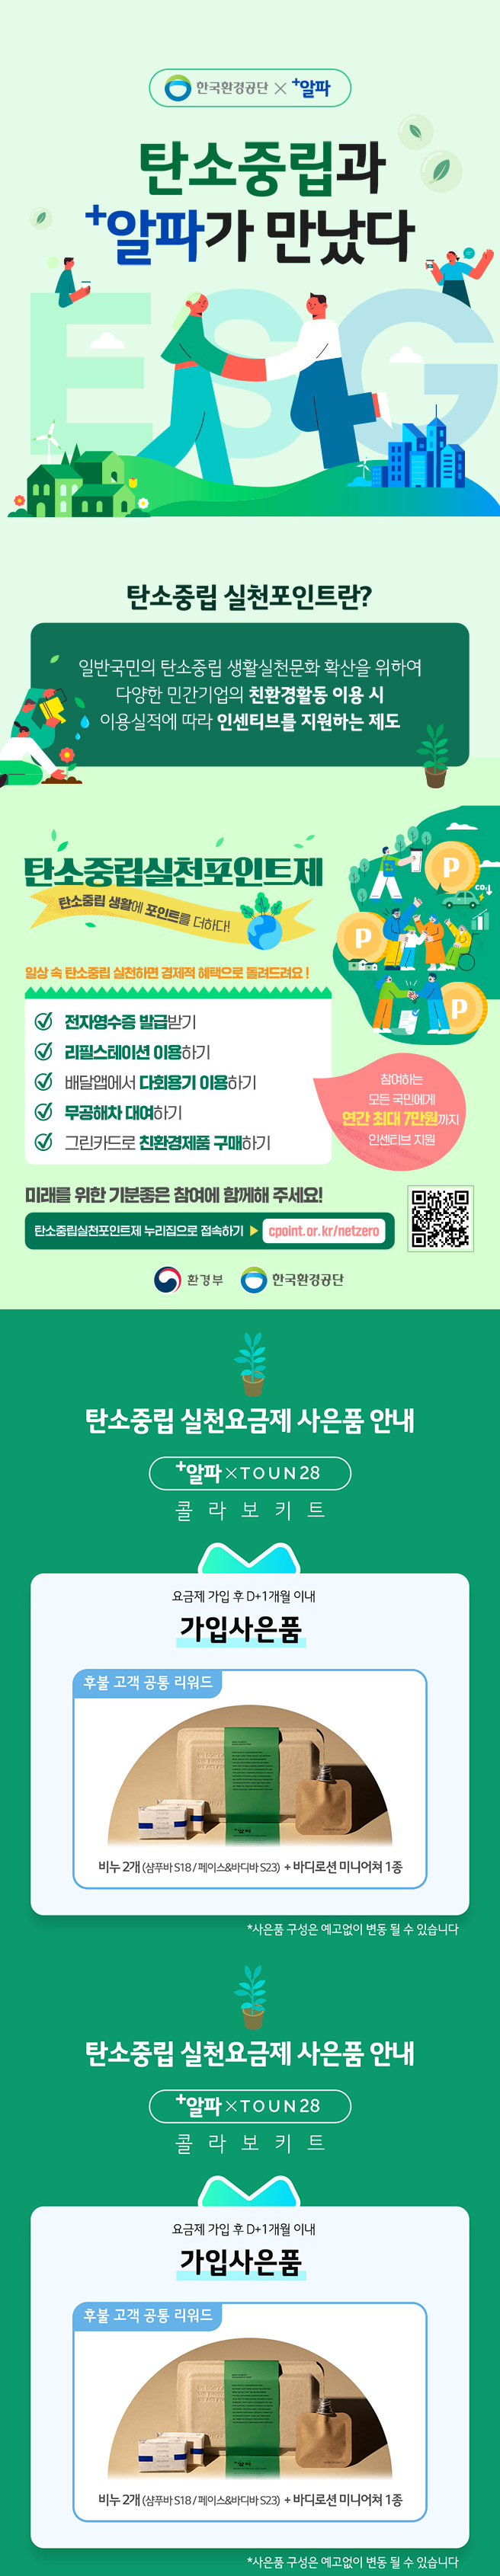 한국환경공단 × +알파
탄소중립과
+알파가 만났다
ESG
탄소중립 실천포인트란?
일반국민의 탄소중립 생활실천문화 확산을 위하여
다양한 민간기업의 친환경활동 이용 시
이용실적에 따라 인센티브를 지원하는 제도
탄소중립실천포인트제
탄소중립 생활에 포인트를 더하다!
P
CO₂
P
P
일상 속 탄소중립 실천하면 경제적 혜택으로 돌려드려요 !
전자영수증 발급받기
리필스테이션 이용하기
배달앱에서 다회용기 이용하기
무공해차 대여하기
그린카드로 친환경제품 구매하기
참여하는
모든 국민에게
연간 최대 7만원까지
인센티브 지원
미래를 위한 기분좋은 참여에 함께해 주세요!
탄소중립실천포인트제 누리집으로 접속하기 ▶ cpoint.or.kr/netzero
환경부 한국환경공단
탄소중립 실천요금제 사은품 안내
+알파×TOUN28
콜라보키트
요금제 가입 후 D+1개월 이내
가입사은품
후불 고객 공통 리워드
+알파
비누 2개 (샴푸바 S18 / 페이스&바디바 S23) + 바디로션 미니어쳐 1종
*사은품 구성은 예고없이 변동 될 수 있습니다
탄소중립 실천요금제 사은품 안내
+알파×TOUN28
콜라보키트
요금제 가입 후 D+1개월 이내
가입사은품
후불 고객 공통 리워드
+알파
비누 2개 (샴푸바 S18 / 페이스&바디바 S23) + 바디로션 미니어쳐 1종
*사은품 구성은 예고없이 변동 될 수 있습니다